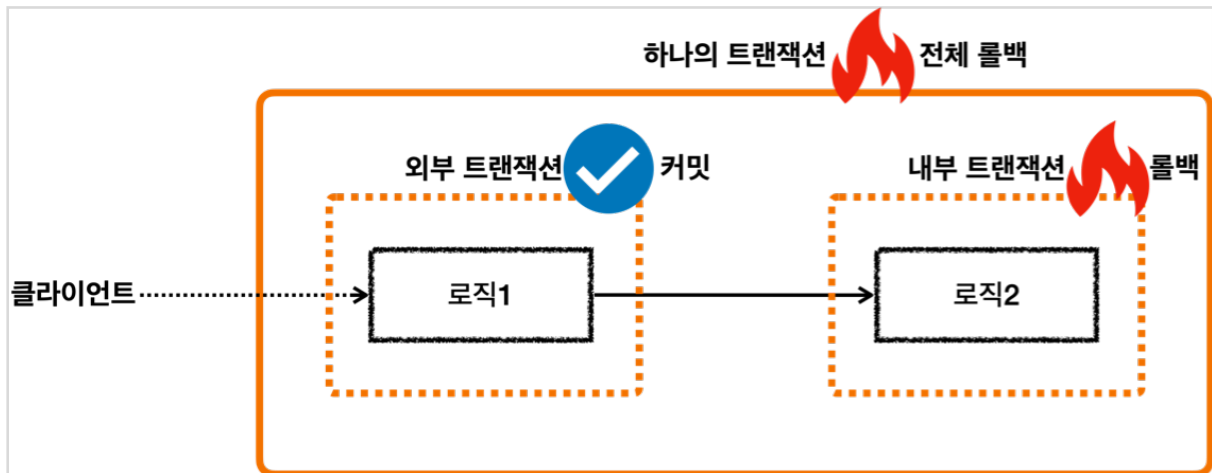 하나의 트랜잭션 전체 롤백
외부 트랜잭션 커밋
내부 트랜잭션 롤백
클라이언트
로직1
로직2